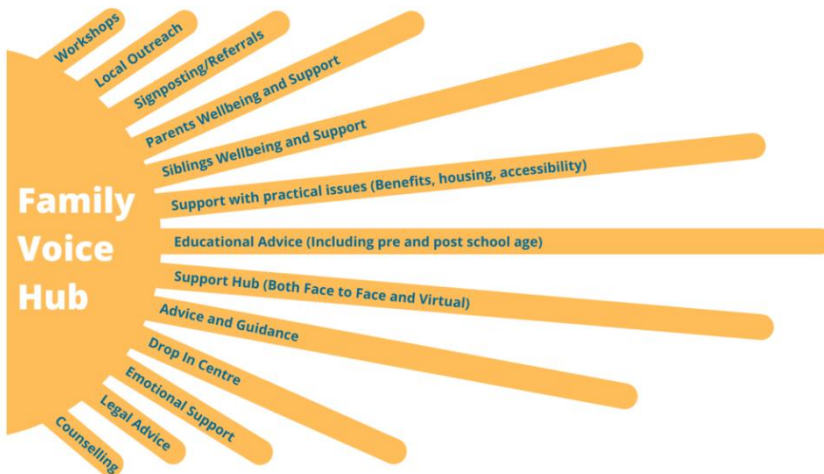 Workshops
Local Outreach
Signposting/Referrals
Parents Wellbeing and Support
Siblings Wellbeing and Support
Support with practical issues (Benefits, housing, accessibility)
Family
Voice
Hub
Educational Advice (Including pre and post school age)
Support Hub (Both Face to Face and Virtual)
Advice and Guidance
Drop In Centre
Emotional Support
Legal Advice
Counselling